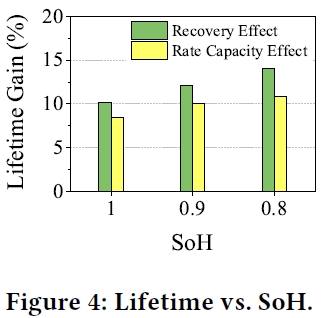 20
15
10
5
0
Lifetime Gain (%)
Recovery Effect
Rate Capacity Effect
1 0.9 0.8
SoH
Figure 4: Lifetime vs. SoH.